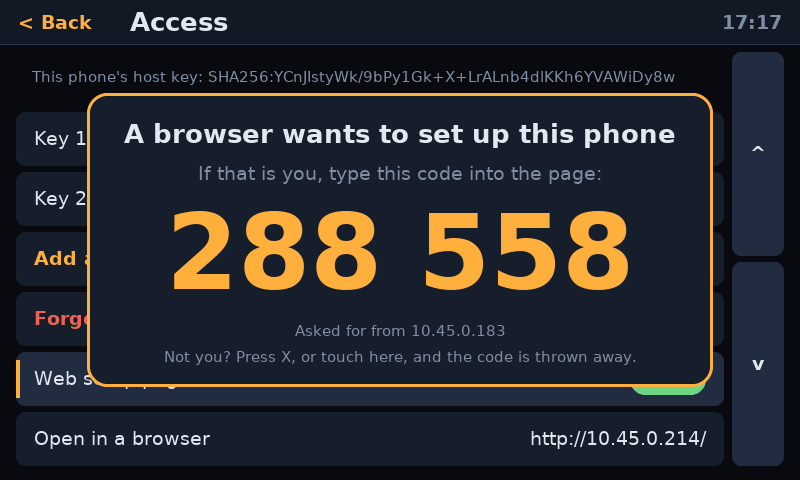 < Back Access 17:17
This phone's host key: SHA256:YCnJlstyWk/9bPy1Gk+X+LrALnb4dlKKh6YVAWiDy8w
A browser wants to set up this phone
If that is you, type this code into the page:
288 558
Asked for from 10.45.0.183
Not you? Press X, or touch here, and the code is thrown away.
Key 1
Key 2
Add
Web
Open in a browser http://10.45.0.214/
^
v